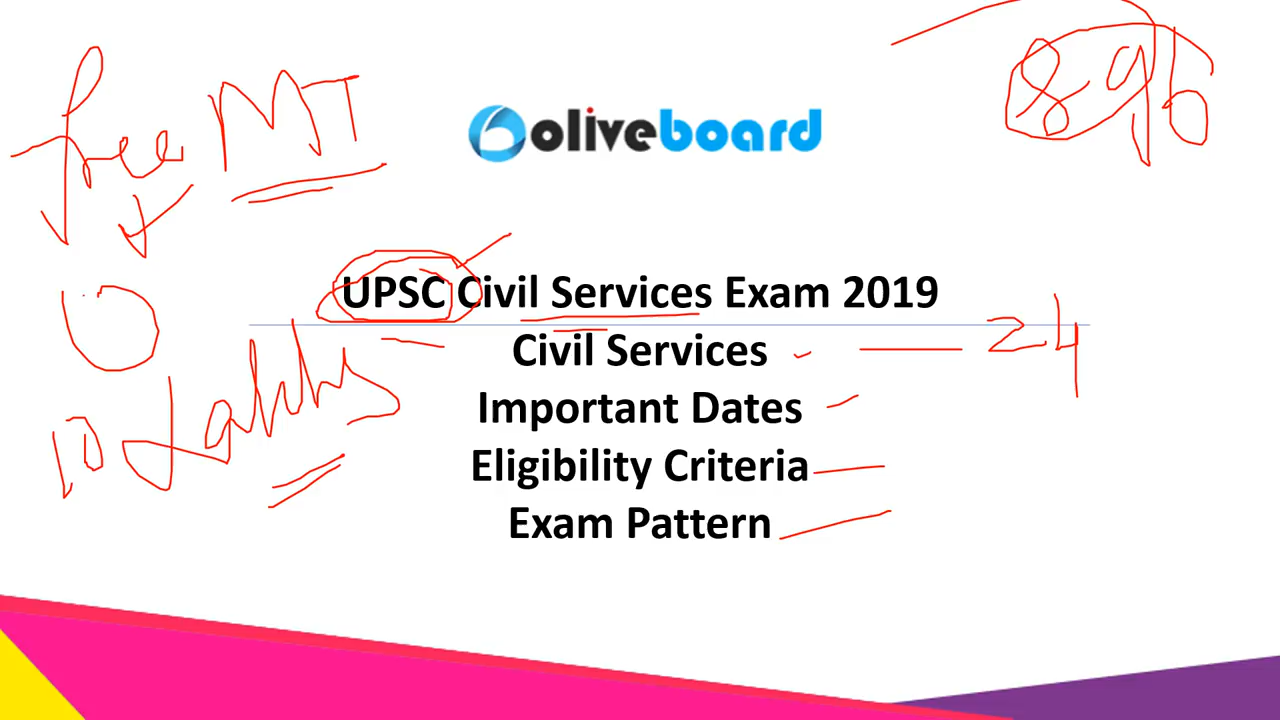 free MT
896
oliveboard
UPSC Civil Services Exam 2019
Civil Services
24
Important Dates
10 Lakhs
Eligibility Criteria
Exam Pattern